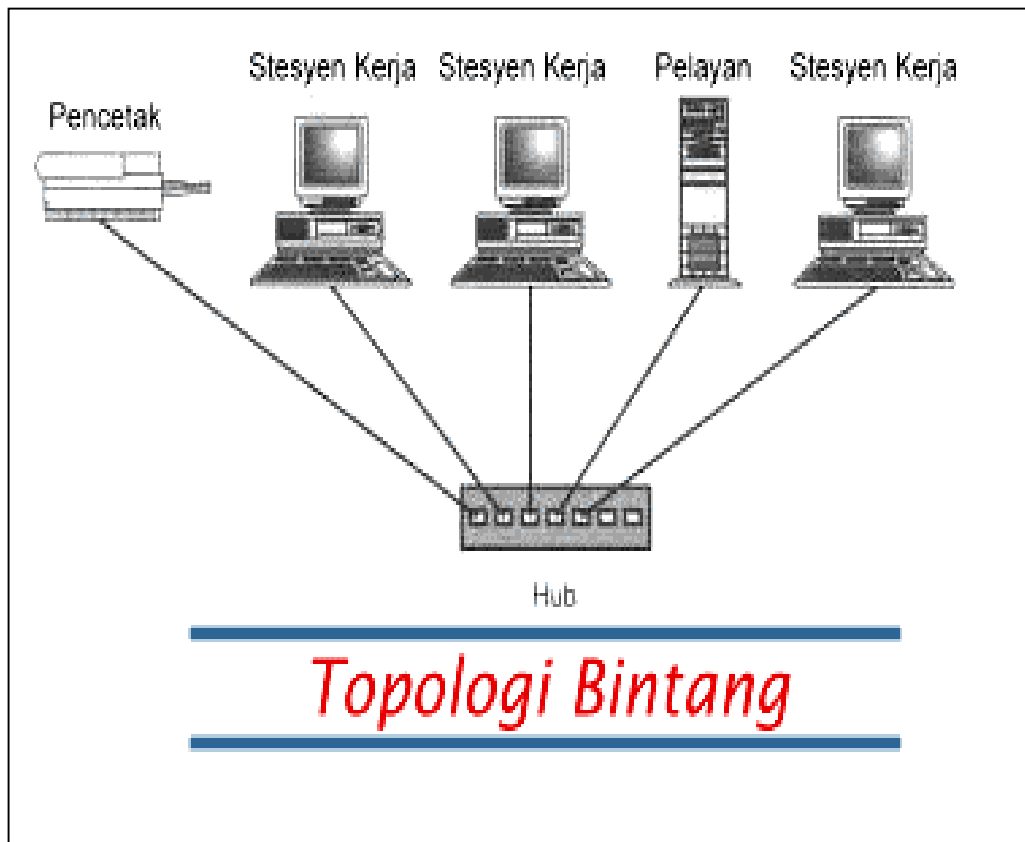 Stesyen Kerja Stesyen Kerja Pelayan Stesyen Kerja
Pencetak
Hub
Topologi Bintang